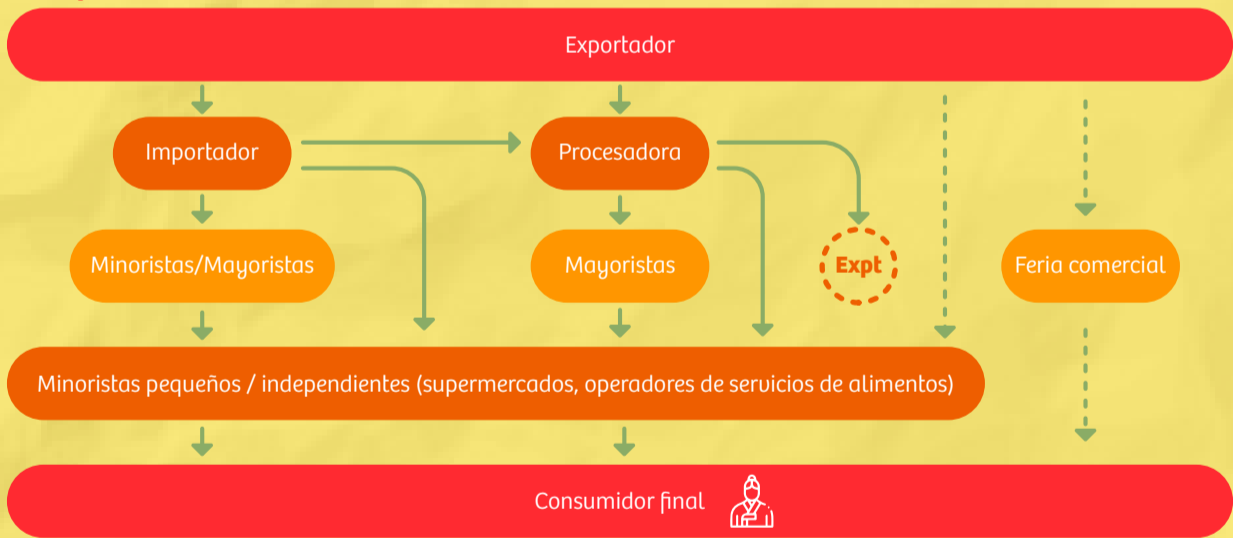 Exportador
Importador
Procesadora
Minoristas/Mayoristas
Mayoristas
Expt
Feria comercial
Minoristas pequeños / independientes (supermercados, operadores de servicios de alimentos)
Consumidor final